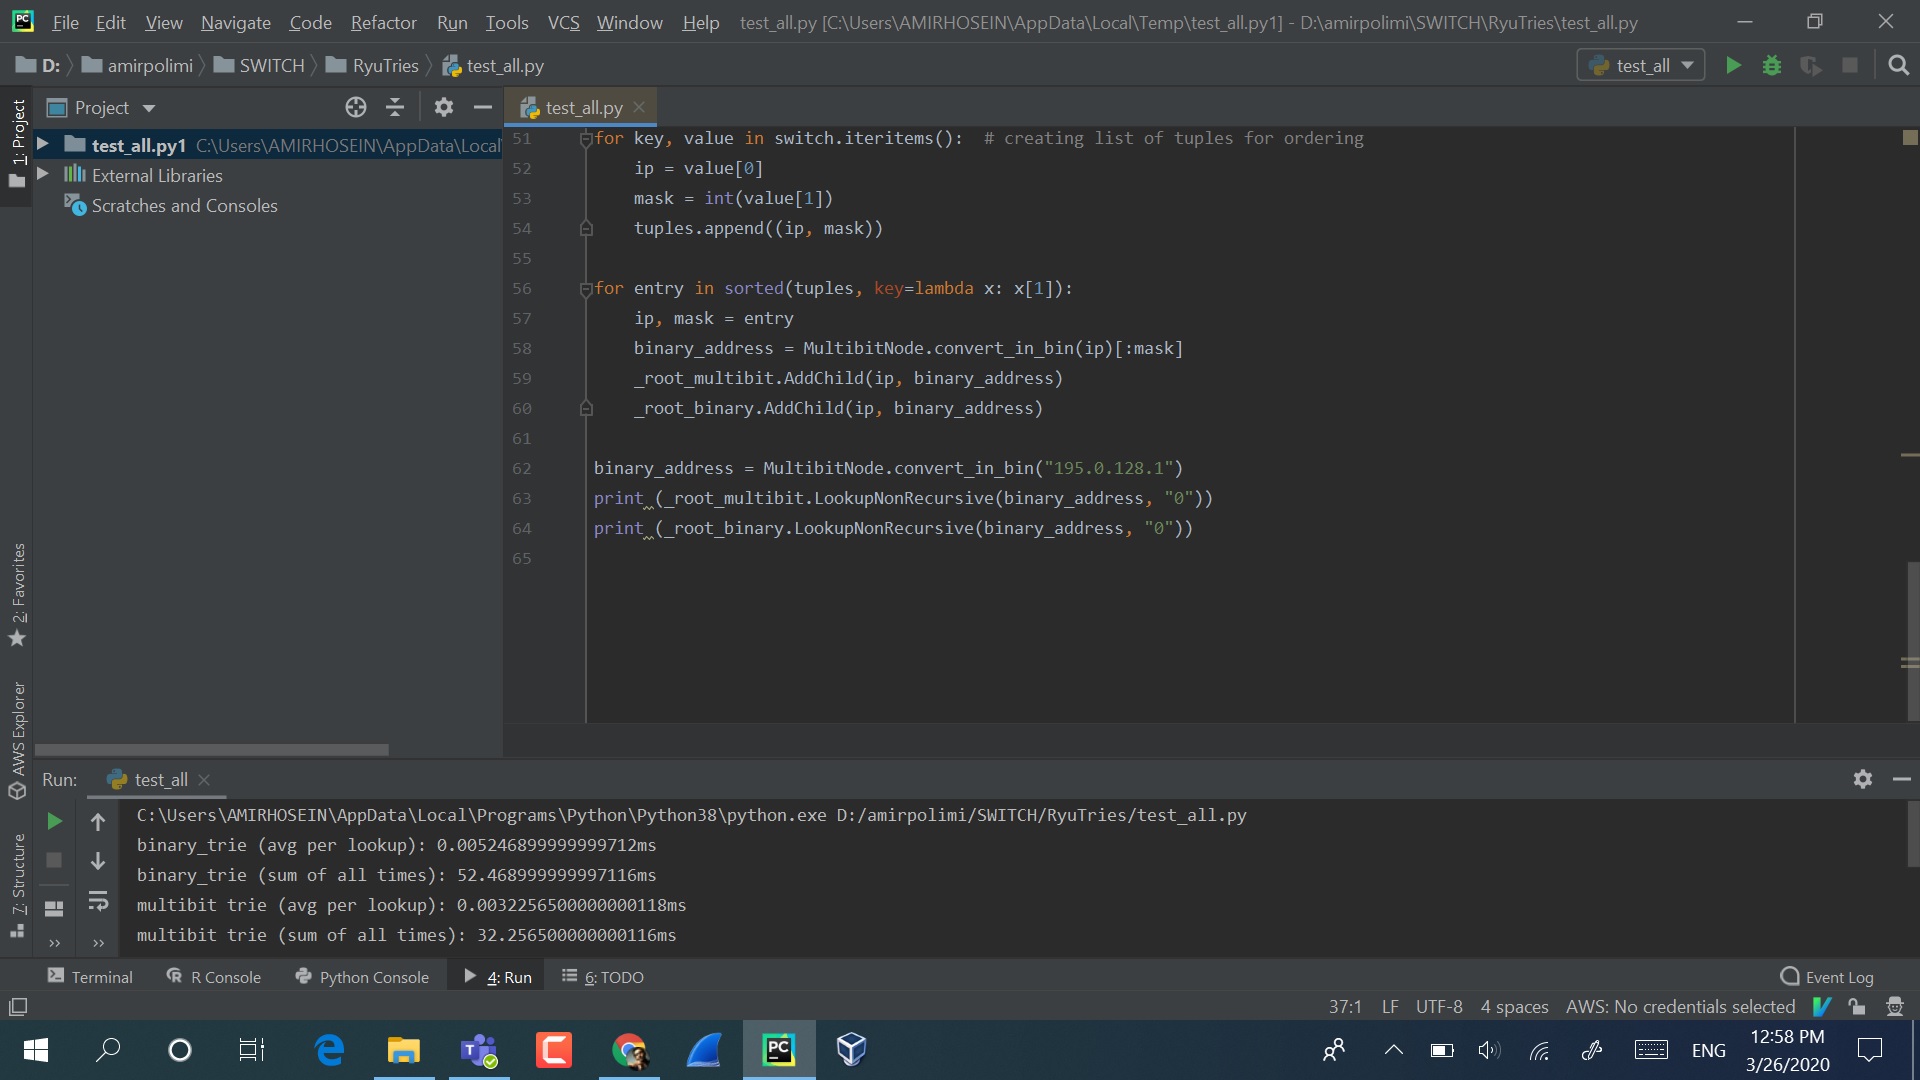 File Edit View Navigate Code Refactor Run Tools VCS Window Help test_all.py [C:\Users\AMIRHOSEIN\AppData\Local\Temp\test_all.py1] - D:\amirpolimi\SWITCH\RyuTries\test_all.py
D: amirpolimi SWITCH RyuTries test_all.py test_all
Project test_all.py
1: Project
test_all.py1 C:\Users\AMIRHOSEIN\AppData\Local
External Libraries
Scratches and Consoles
51 for key, value in switch.iteritems():  # creating list of tuples for ordering
52     ip = value[0]
53     mask = int(value[1])
54     tuples.append((ip, mask))
55
56 for entry in sorted(tuples, key=lambda x: x[1]):
57     ip, mask = entry
58     binary_address = MultibitNode.convert_in_bin(ip)[:mask]
59     _root_multibit.AddChild(ip, binary_address)
60     _root_binary.AddChild(ip, binary_address)
61
62 binary_address = MultibitNode.convert_in_bin("195.0.128.1")
63 print (_root_multibit.LookupNonRecursive(binary_address, "0"))
64 print (_root_binary.LookupNonRecursive(binary_address, "0"))
65
2: Favorites
AWS Explorer
7: Structure
Run: test_all
C:\Users\AMIRHOSEIN\AppData\Local\Programs\Python\Python38\python.exe D:/amirpolimi/SWITCH/RyuTries/test_all.py
binary_trie (avg per lookup): 0.005246899999999712ms
binary_trie (sum of all times): 52.468999999997116ms
multibit trie (avg per lookup): 0.0032256500000000118ms
multibit trie (sum of all times): 32.256500000000116ms
Terminal R Console Python Console 4: Run 6: TODO Event Log
37:1 LF UTF-8 4 spaces AWS: No credentials selected
ENG 12:58 PM
3/26/2020